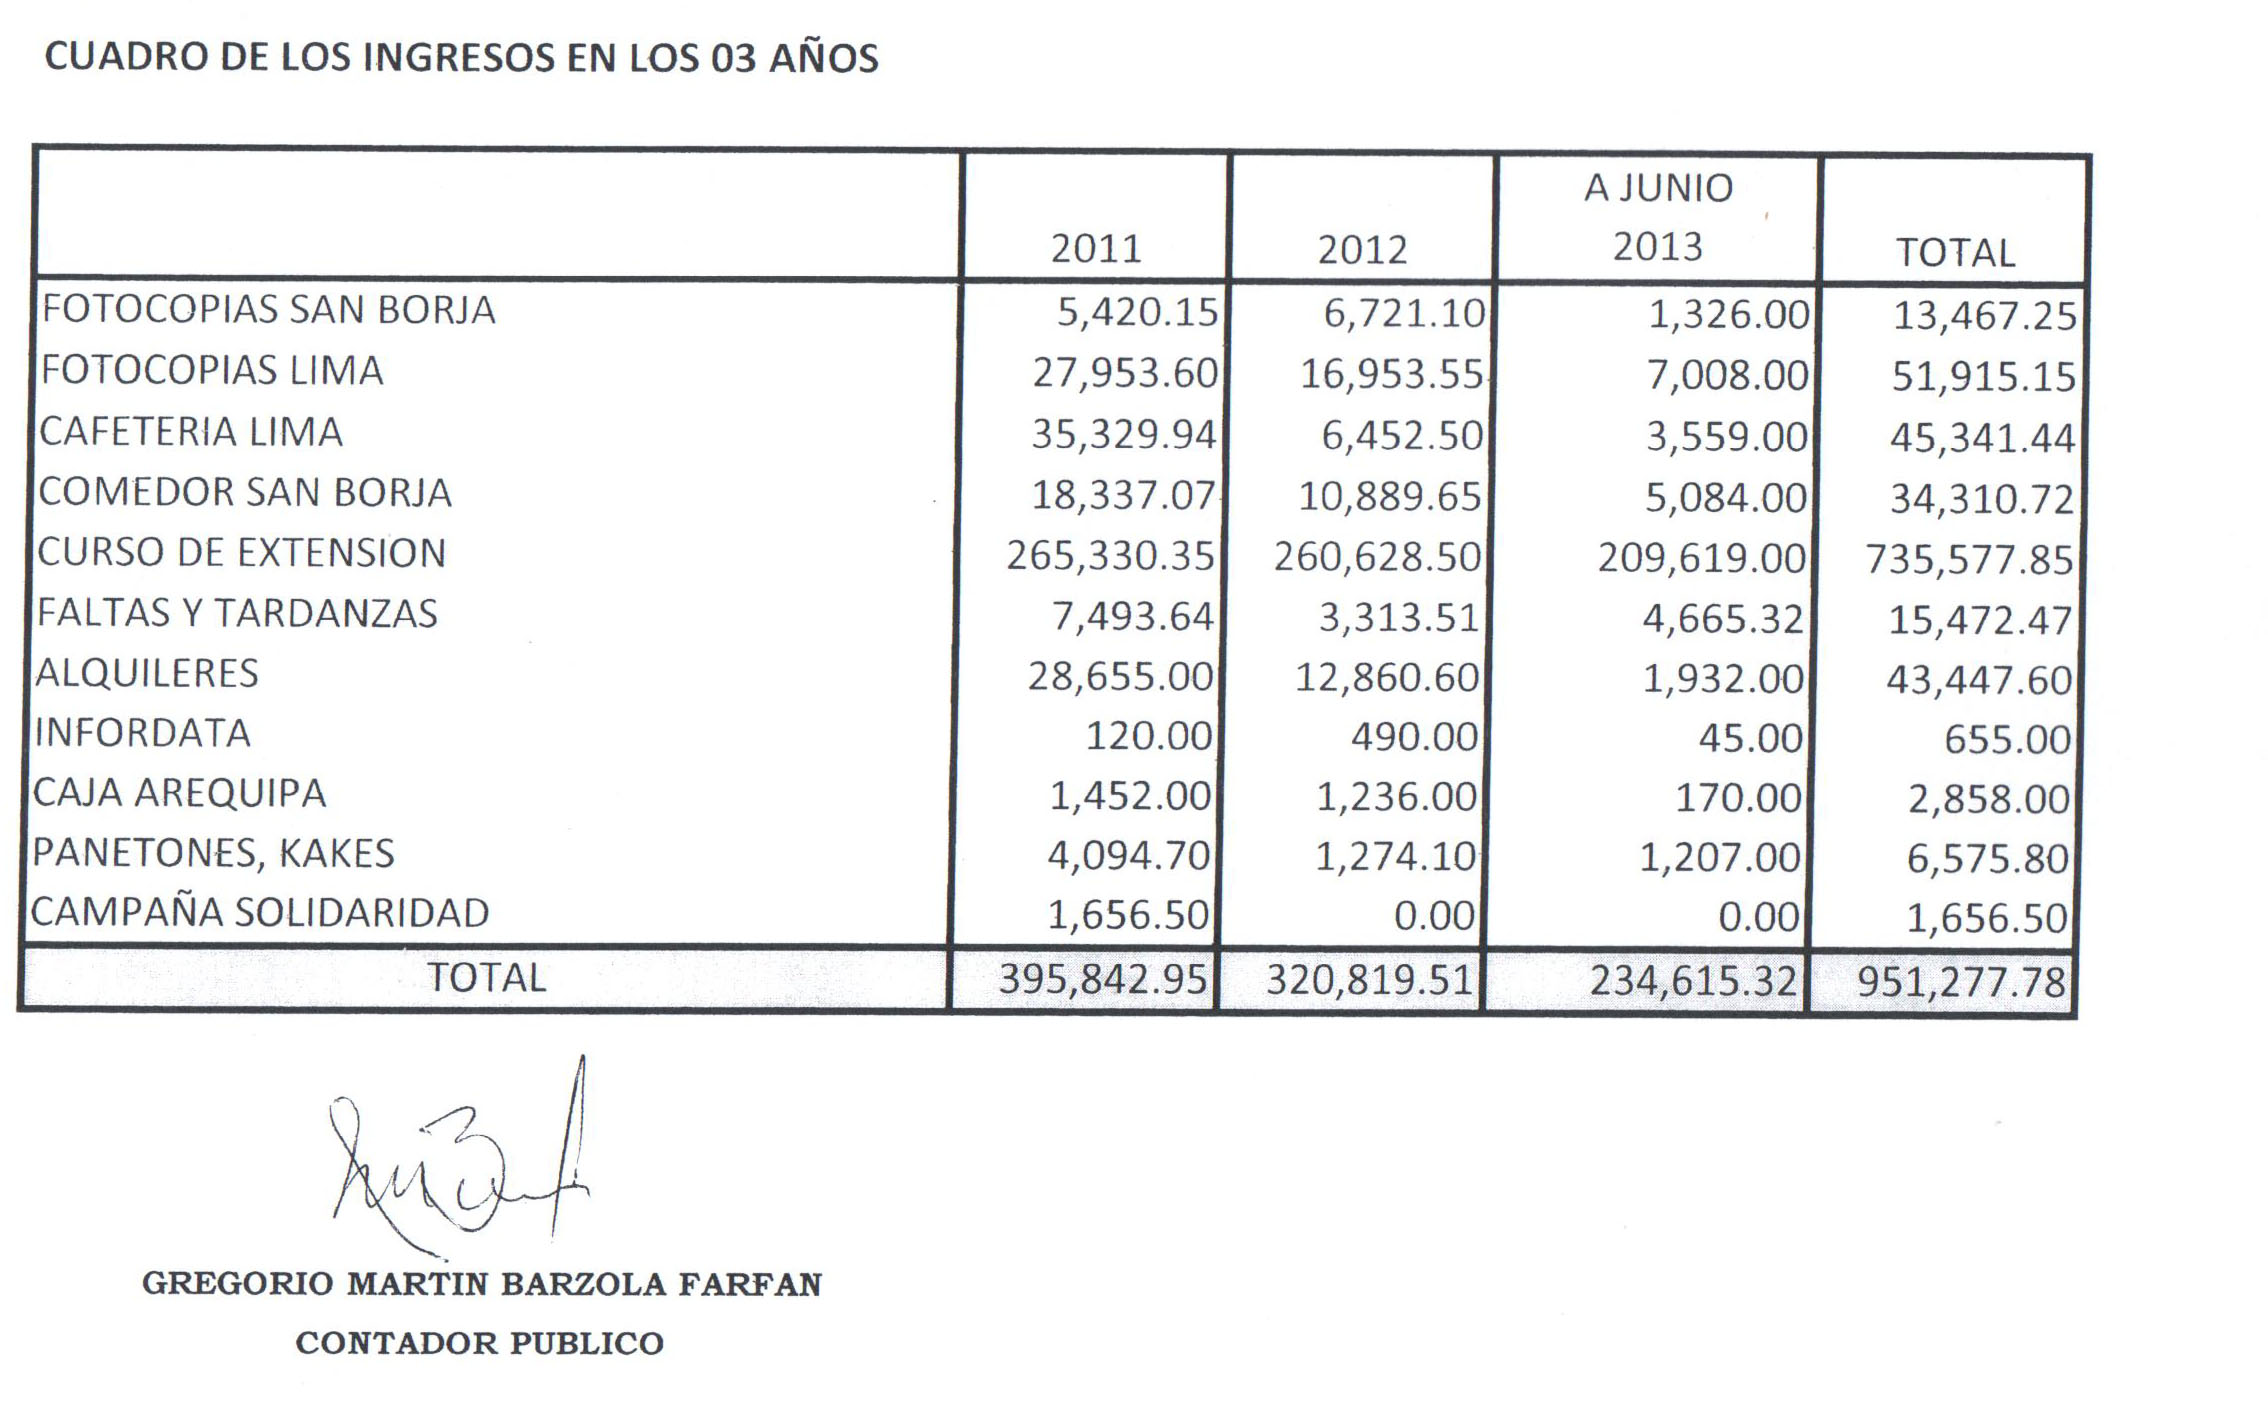 CUADRO DE LOS INGRESOS EN LOS 03 AÑOS
2011 2012 A JUNIO 2013 TOTAL
FOTOCOPIAS SAN BORJA 5,420.15 6,721.10 1,326.00 13,467.25
FOTOCOPIAS LIMA 27,953.60 16,953.55 7,008.00 51,915.15
CAFETERIA LIMA 35,329.94 6,452.50 3,559.00 45,341.44
COMEDOR SAN BORJA 18,337.07 10,889.65 5,084.00 34,310.72
CURSO DE EXTENSION 265,330.35 260,628.50 209,619.00 735,577.85
FALTAS Y TARDANZAS 7,493.64 3,313.51 4,665.32 15,472.47
ALQUILERES 28,655.00 12,860.60 1,932.00 43,447.60
INFORDATA 120.00 490.00 45.00 655.00
CAJA AREQUIPA 1,452.00 1,236.00 170.00 2,858.00
PANETONES, KAKES 4,094.70 1,274.10 1,207.00 6,575.80
CAMPAÑA SOLIDARIDAD 1,656.50 0.00 0.00 1,656.50
TOTAL 395,842.95 320,819.51 234,615.32 951,277.78
GREGORIO MARTIN BARZOLA FARFAN
CONTADOR PUBLICO